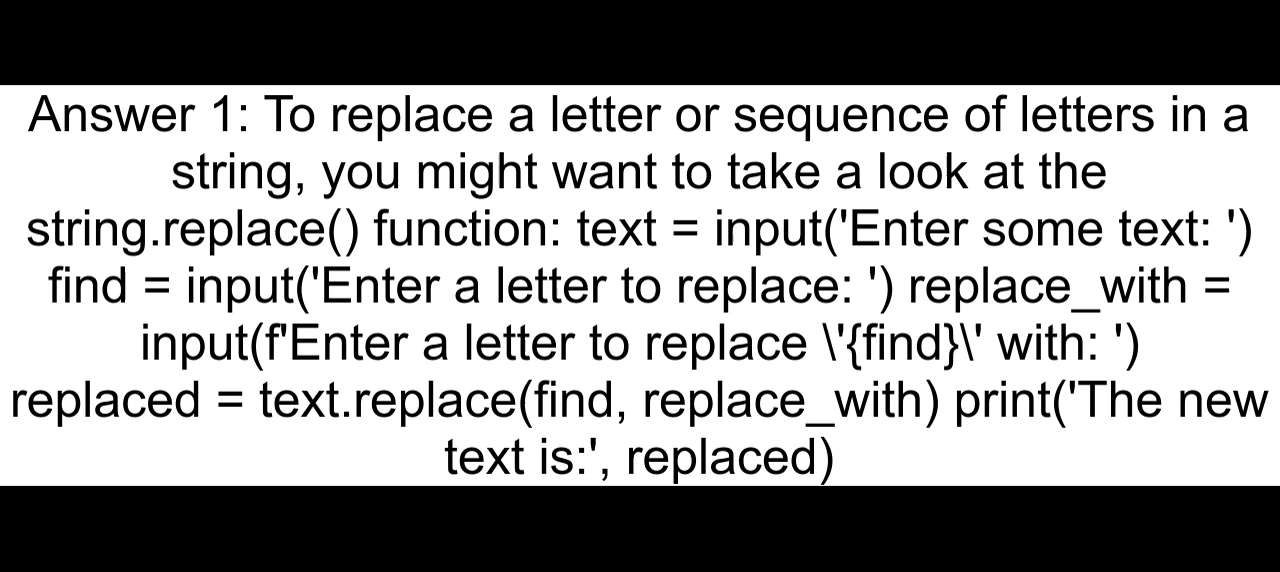 Answer 1: To replace a letter or sequence of letters in a
string, you might want to take a look at the
string.replace() function: text = input('Enter some text: ')
find = input('Enter a letter to replace: ') replace_with =
input(f'Enter a letter to replace \'{find}\' with: ')
replaced = text.replace(find, replace_with) print('The new
text is:', replaced)